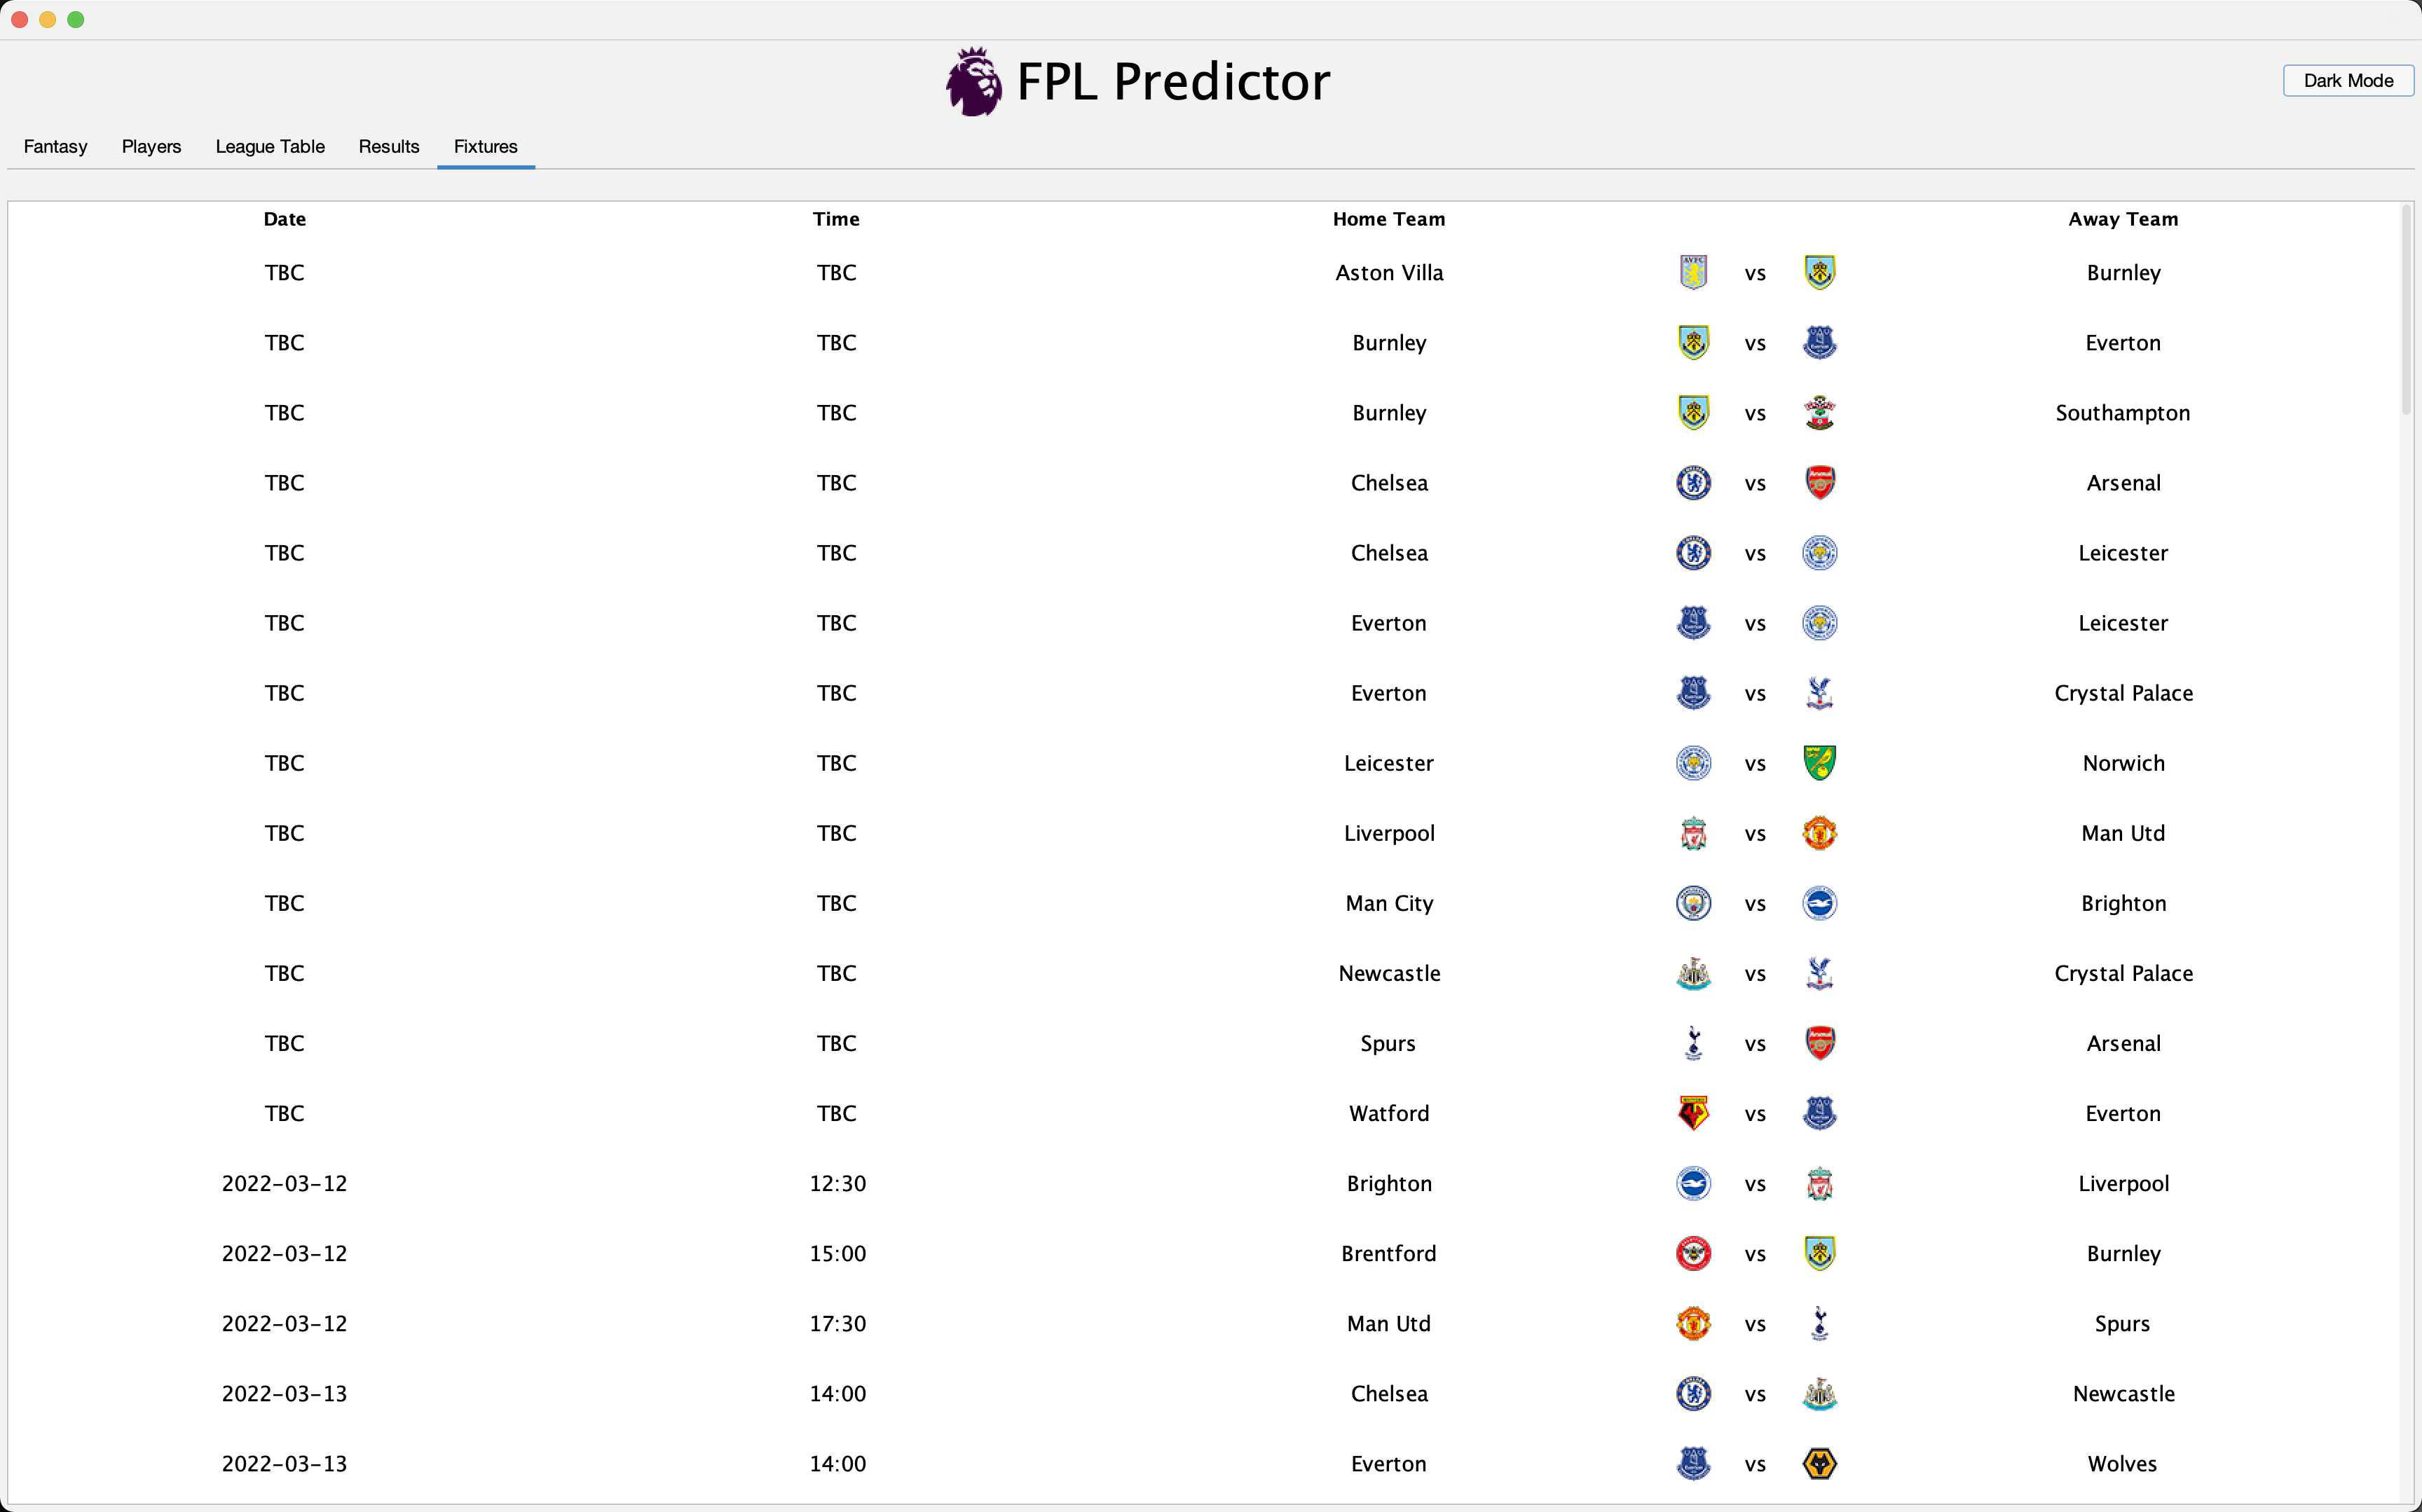 FPL Predictor
Dark Mode
Fantasy Players League Table Results Fixtures
Date Time Home Team Away Team
TBC TBC Aston Villa vs Burnley
TBC TBC Burnley vs Everton
TBC TBC Burnley vs Southampton
TBC TBC Chelsea vs Arsenal
TBC TBC Chelsea vs Leicester
TBC TBC Everton vs Leicester
TBC TBC Everton vs Crystal Palace
TBC TBC Leicester vs Norwich
TBC TBC Liverpool vs Man Utd
TBC TBC Man City vs Brighton
TBC TBC Newcastle vs Crystal Palace
TBC TBC Spurs vs Arsenal
TBC TBC Watford vs Everton
2022-03-12 12:30 Brighton vs Liverpool
2022-03-12 15:00 Brentford vs Burnley
2022-03-12 17:30 Man Utd vs Spurs
2022-03-13 14:00 Chelsea vs Newcastle
2022-03-13 14:00 Everton vs Wolves